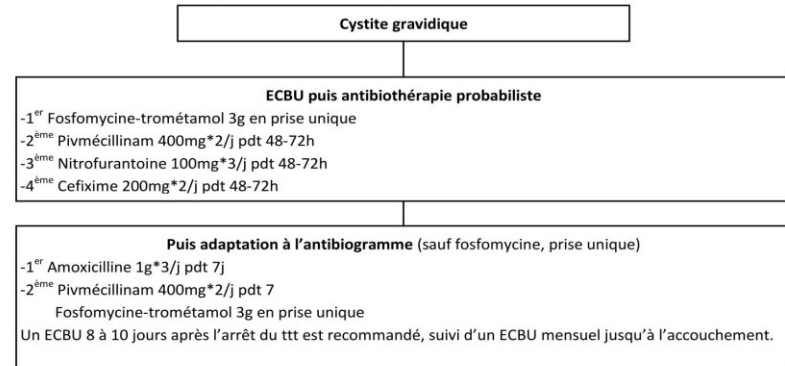 Cystite gravidique
ECBU puis antibiothérapie probabiliste
-1er Fosfomycine-trométamol 3g en prise unique
-2ème Pivmécillinam 400mg*2/j pdt 48-72h
-3ème Nitrofurantoine 100mg*3/j pdt 48-72h
-4ème Cefixime 200mg*2/j pdt 48-72h
Puis adaptation à l'antibiogramme (sauf fosfomycine, prise unique)
-1er Amoxicilline 1g*3/j pdt 7j
-2ème Pivmécillinam 400mg*2/j pdt 7
Fosfomycine-trométamol 3g en prise unique
Un ECBU 8 à 10 jours après l'arrêt du ttt est recommandé, suivi d'un ECBU mensuel jusqu'à l'accouchement.